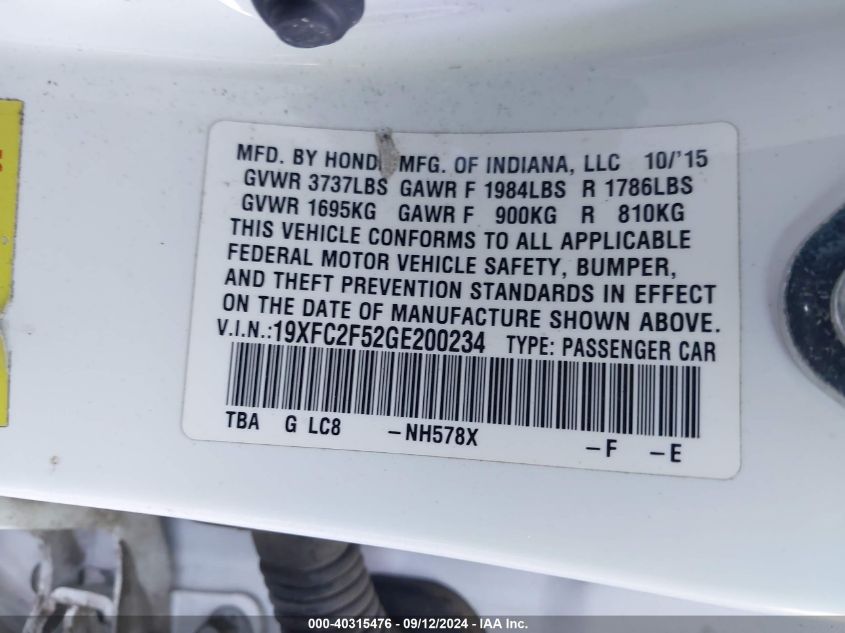 MFD. BY HOND MFG. OF INDIANA, LLC 10/'15
GVWR 3737LBS GAWR F 1984LBS R 1786LBS
GVWR 1695KG GAWR F 900KG R 810KG
THIS VEHICLE CONFORMS TO ALL APPLICABLE
FEDERAL MOTOR VEHICLE SAFETY, BUMPER,
AND THEFT PREVENTION STANDARDS IN EFFECT
ON THE DATE OF MANUFACTURE SHOWN ABOVE.
V.I.N.:19XFC2F52GE200234 TYPE: PASSENGER CAR
TBA G LC8 -NH578X -F -E
000-40315476 - 09/12/2024 - IAA Inc.